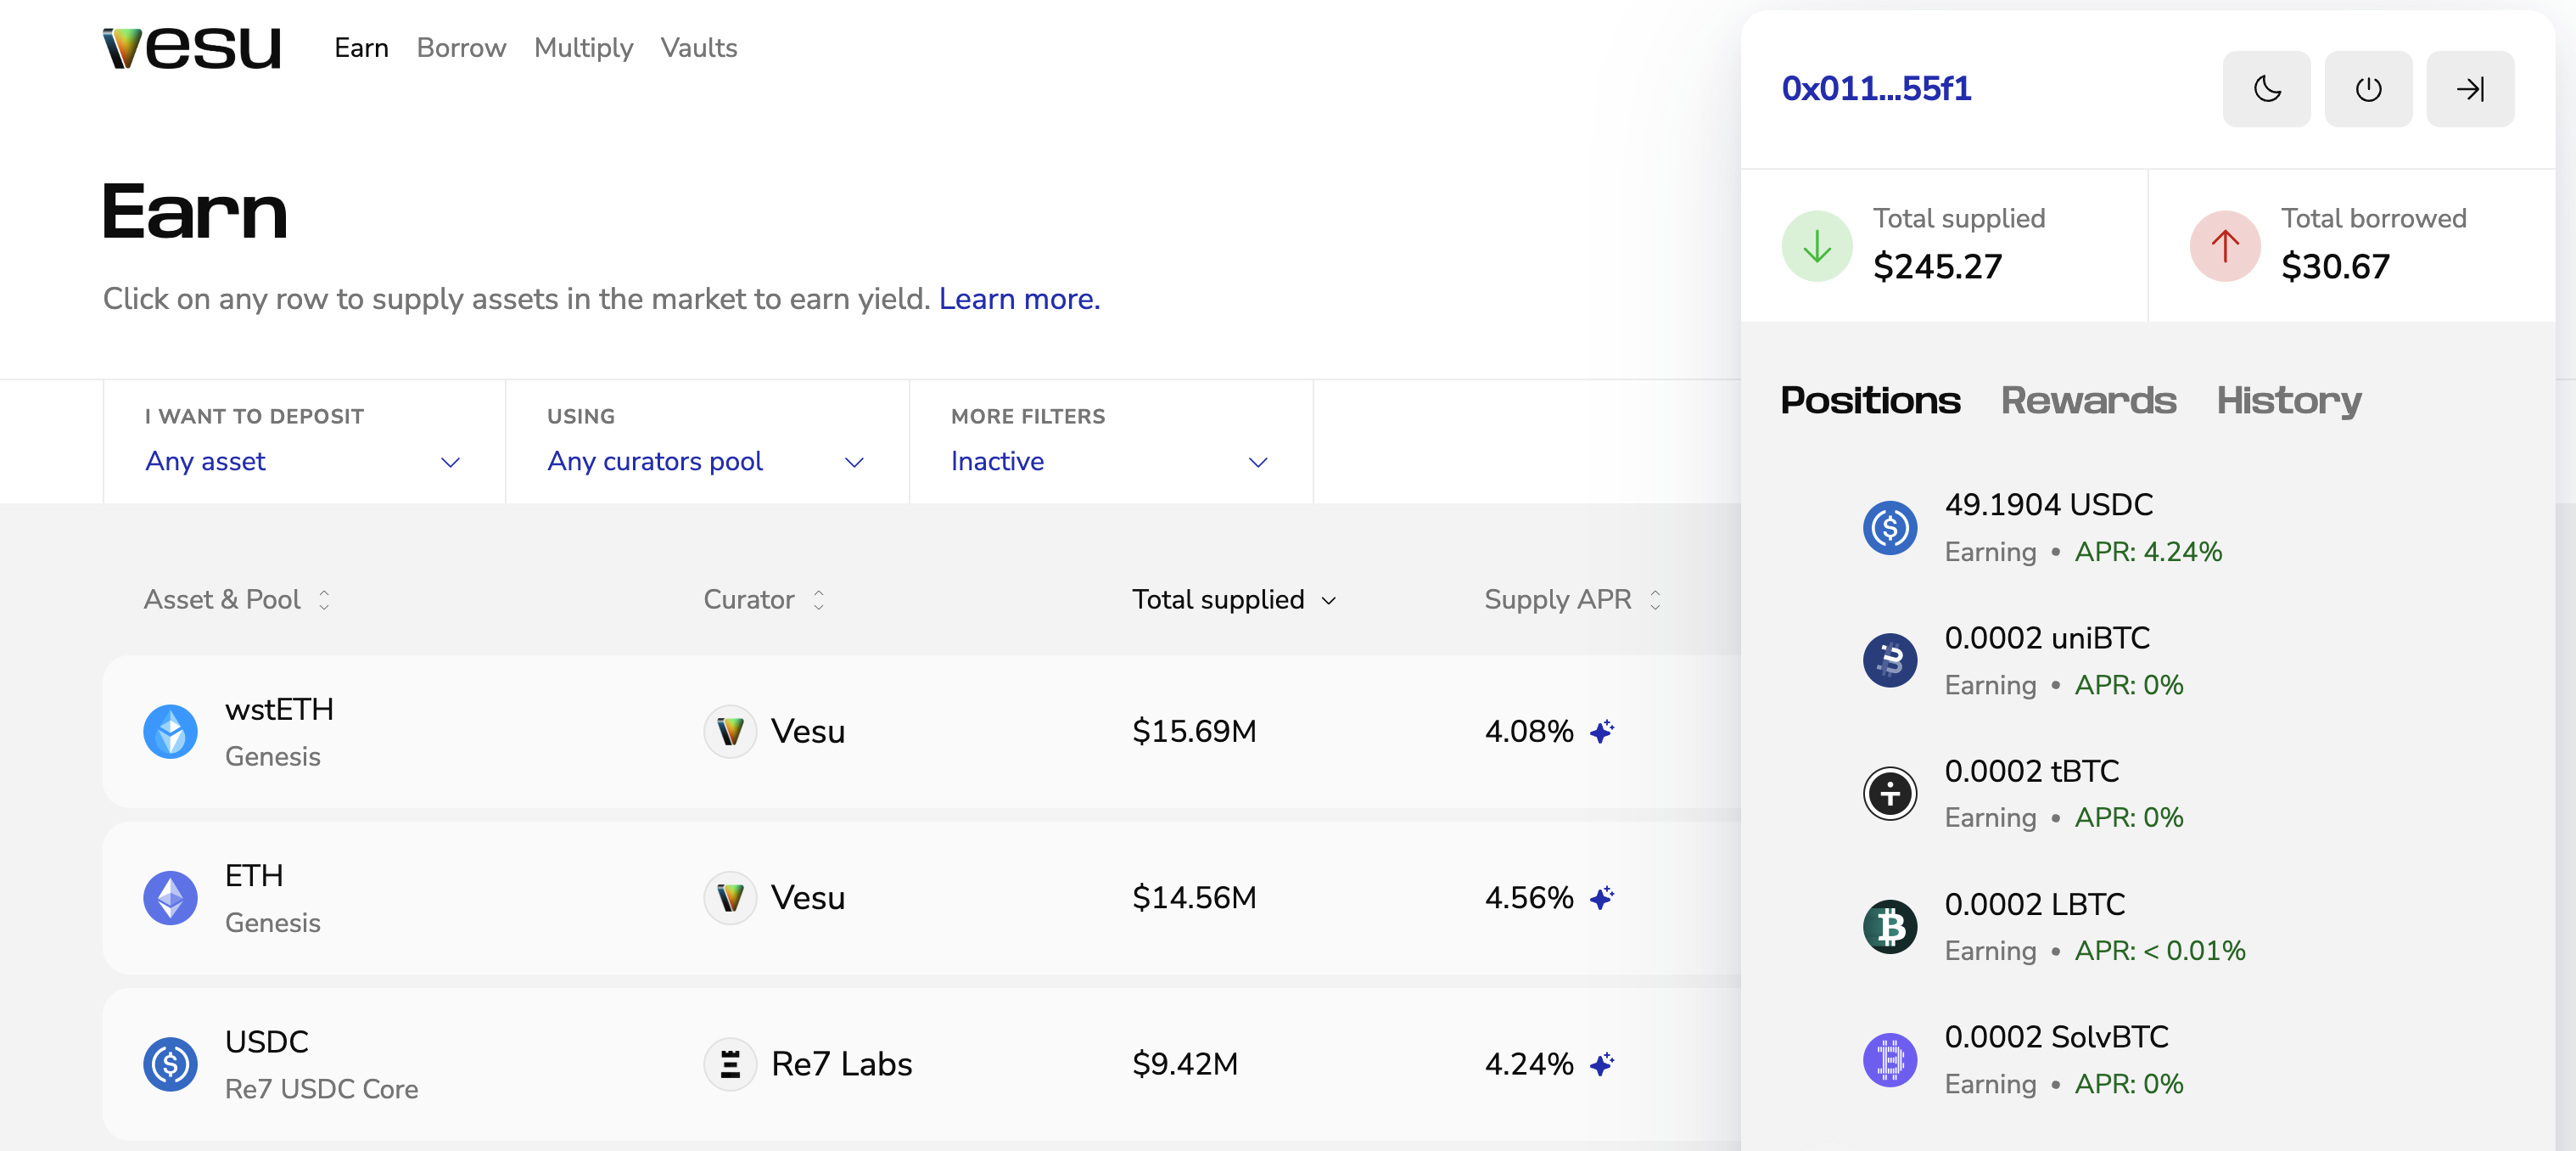 vesu
Earn Borrow Multiply Vaults
Earn
Click on any row to supply assets in the market to earn yield. Learn more.
I WANT TO DEPOSIT
Any asset
USING
Any curators pool
MORE FILTERS
Inactive
Asset & Pool Curator Total supplied Supply APR
wstETH
Genesis
Vesu
$15.69M
4.08%
ETH
Genesis
Vesu
$14.56M
4.56%
USDC
Re7 USDC Core
Re7 Labs
$9.42M
4.24%
0x011...55f1
Total supplied
$245.27
Total borrowed
$30.67
Positions Rewards History
49.1904 USDC
Earning • APR: 4.24%
0.0002 uniBTC
Earning • APR: 0%
0.0002 tBTC
Earning • APR: 0%
0.0002 LBTC
Earning • APR: < 0.01%
0.0002 SolvBTC
Earning • APR: 0%